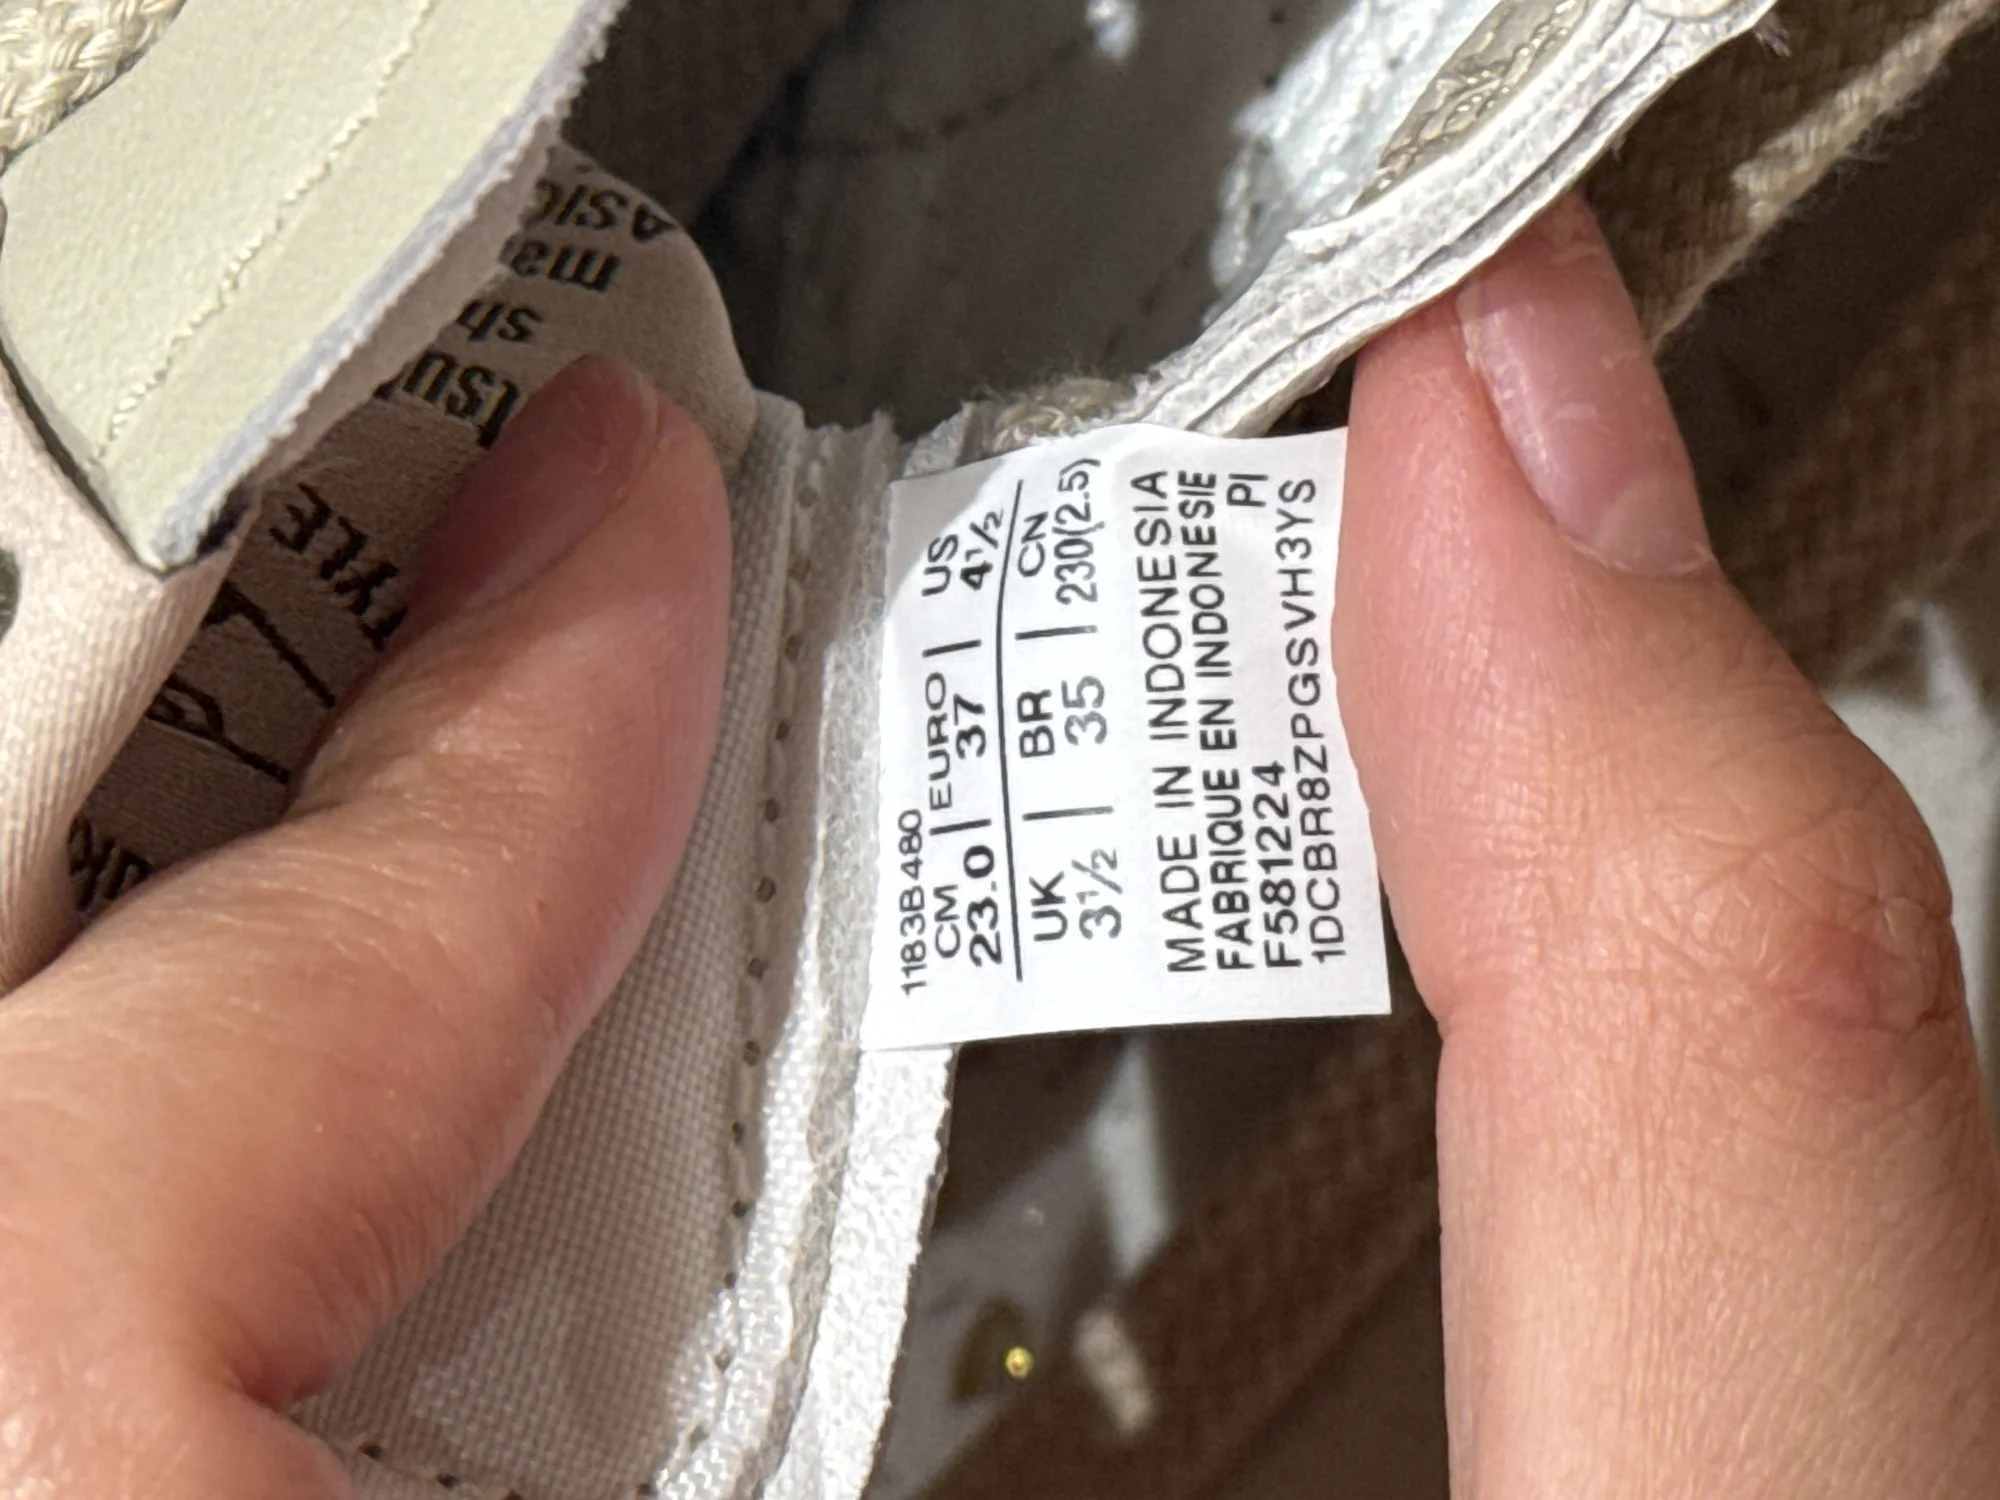 1183B480
CM | EURO | US
23.0 | 37 | 4½
UK | BR | CN
3½ | 35 | 230(2.5)
MADE IN INDONESIA
FABRIQUE EN INDONESIE
F581224 PI
1DCBR8ZPGSVH3YS